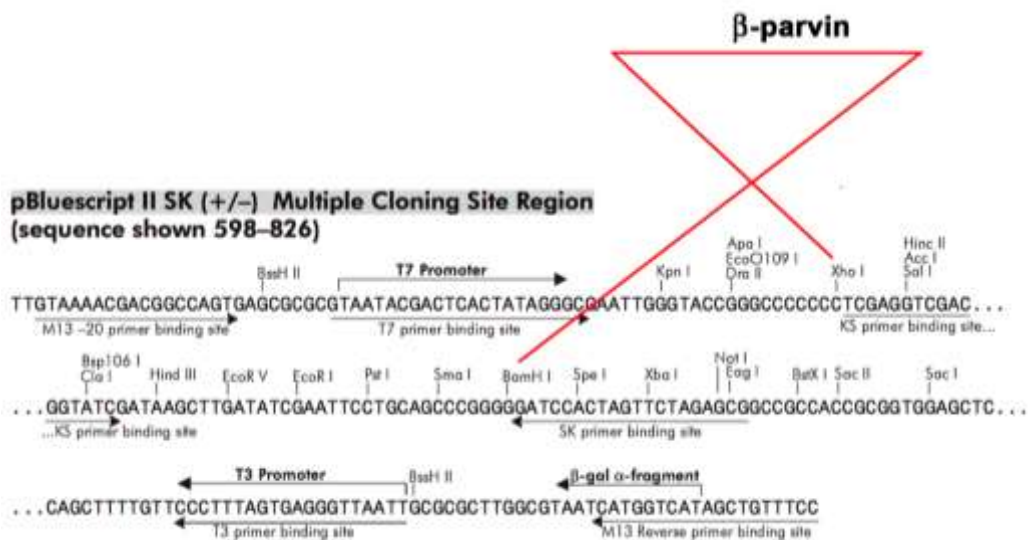 β-parvin
pBluescript II SK (+/–) Multiple Cloning Site Region
(sequence shown 598–826)
Apa I
EcoO109 I
Dra II
Hinc II
Acc I
Sal I
BssH II
T7 Promoter
Kpn I
Xho I
TTGTAAAACGACGGCCAGTGAGCGCGCGTAATACGACTCACTATAGGGCGAATTGGGTACCGGGCCCCCCCTCGAGGTCGAC...
M13 –20 primer binding site
T7 primer binding site
KS primer binding site...
Bsp106 I
Cla I
Hind III
EcoR V
EcoR I
Pst I
Sma I
BamH I
Spe I
Xba I
Not I
Eag I
BstX I
Sac II
Sac I
...GGTATCGATAAGCTTGATATCGAATTCCTGCAGCCCGGGGGATCCACTAGTTCTAGAGCGGCCGCCACCGCGGTGGAGCTC...
...KS primer binding site
SK primer binding site
T3 Promoter
BssH II
β-gal α-fragment
...CAGCTTTTGTTCCCTTTAGTGAGGGTTAATTGCGCGCTTGGCGTAATCATGGTCATAGCTGTTTCC
T3 primer binding site
M13 Reverse primer binding site